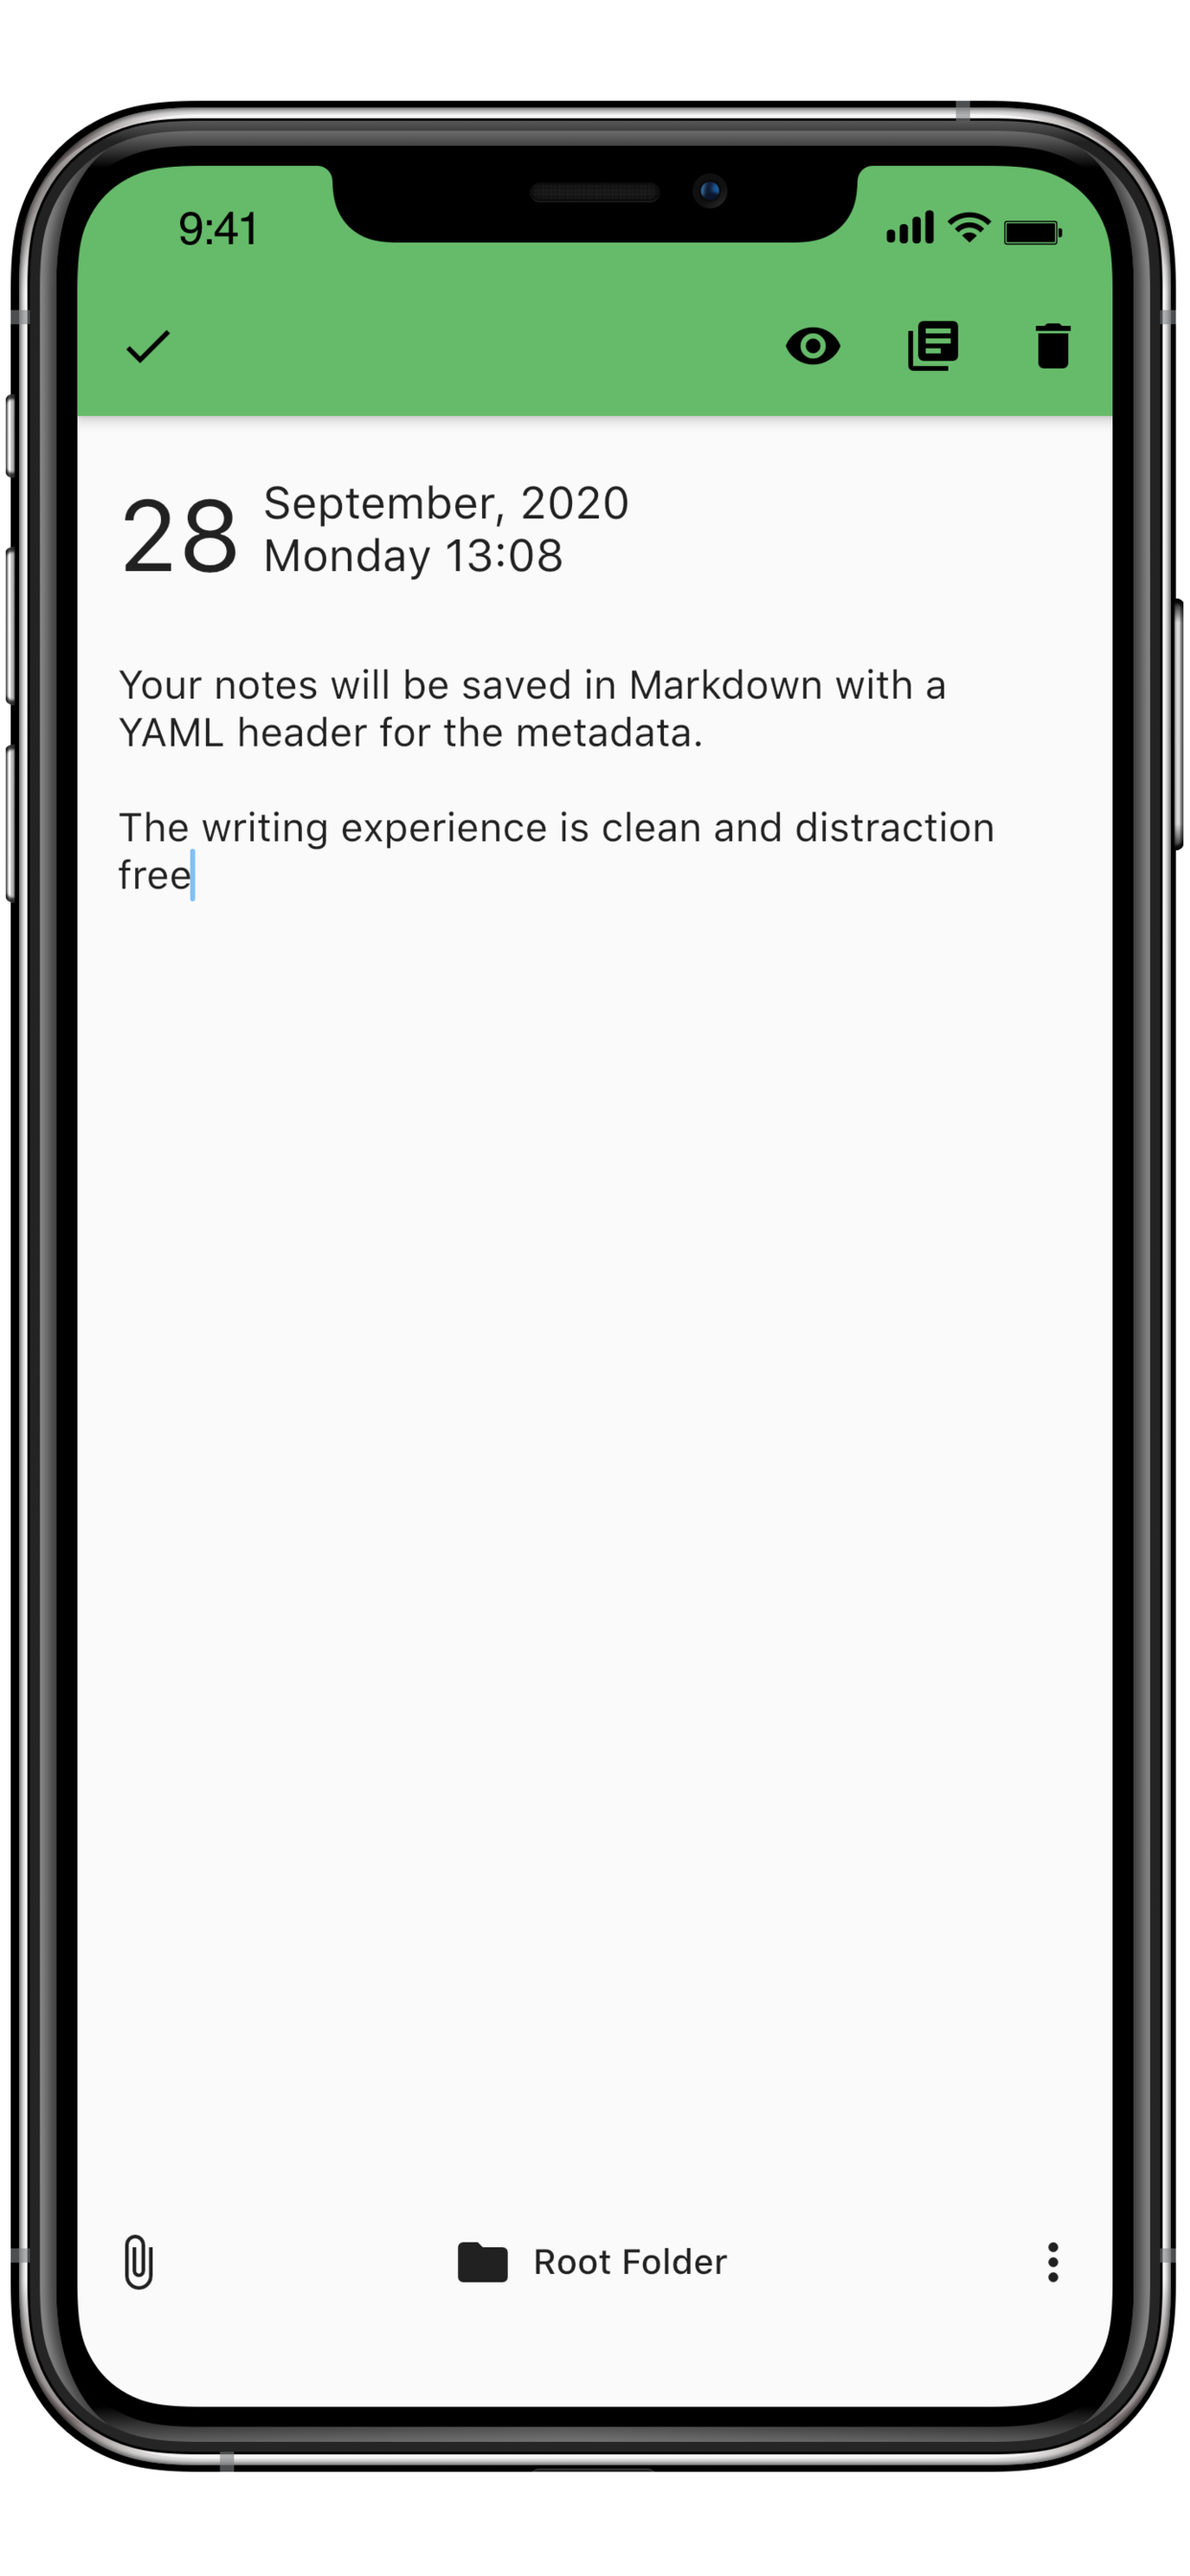 9:41
28
September, 2020
Monday 13:08
Your notes will be saved in Markdown with a
YAML header for the metadata.
The writing experience is clean and distraction
free
Root Folder